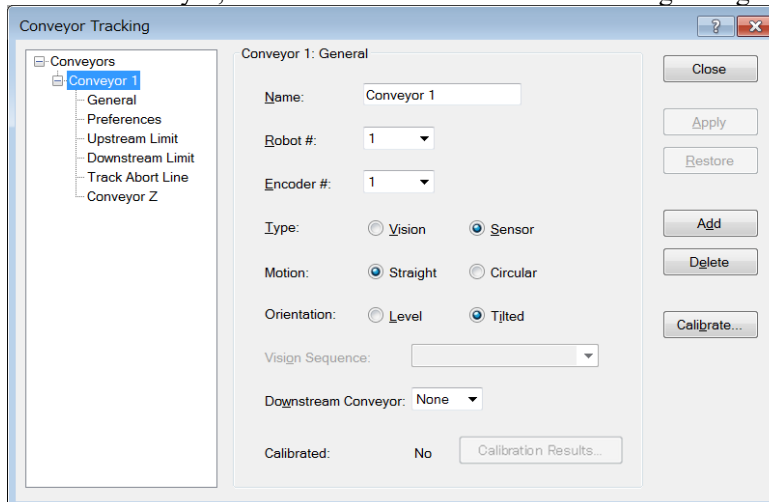 Conveyor Tracking
Conveyors
Conveyor 1
General
Preferences
Upstream Limit
Downstream Limit
Track Abort Line
Conveyor Z
Conveyor 1: General
Name: Conveyor 1
Robot #: 1
Encoder #: 1
Type: Vision Sensor
Motion: Straight Circular
Orientation: Level Tilted
Vision Sequence:
Downstream Conveyor: None
Calibrated: No Calibration Results...
Close
Apply
Restore
Add
Delete
Calibrate...